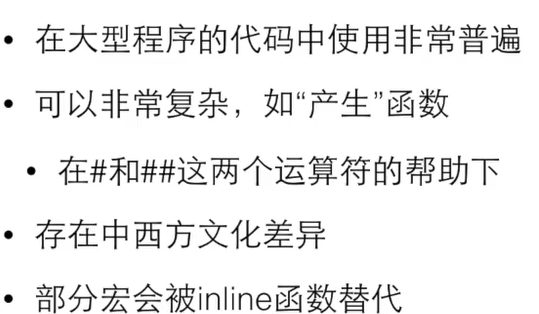 • 在大型程序的代码中使用非常普遍
• 可以非常复杂，如“产生”函数
• 在#和##这两个运算符的帮助下
• 存在中西方文化差异
• 部分宏会被inline函数替代